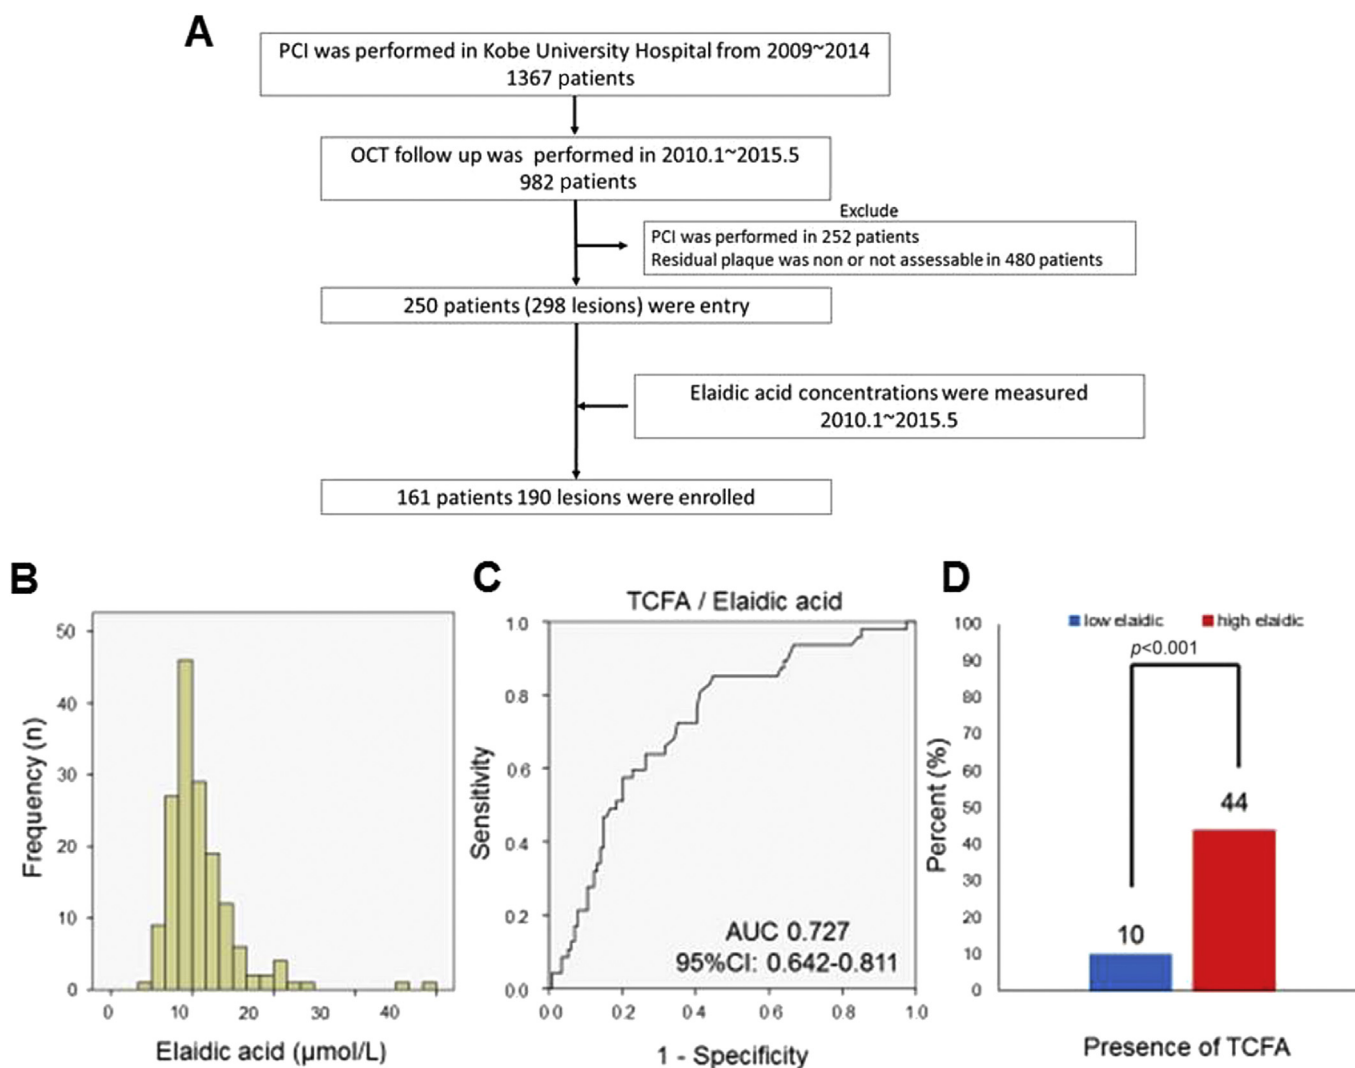 A
PCI was performed in Kobe University Hospital from 2009~2014
1367 patients
OCT follow up was performed in 2010.1~2015.5
982 patients
Exclude
PCI was performed in 252 patients
Residual plaque was non or not assessable in 480 patients
250 patients (298 lesions) were entry
Elaidic acid concentrations were measured
2010.1~2015.5
161 patients 190 lesions were enrolled
B
50
40
30
20
10
0
Frequency (n)
0 10 20 30 40
Elaidic acid (µmol/L)
C
TCFA / Elaidic acid
1.0
0.8
0.6
0.4
0.2
0.0
Sensitivity
AUC 0.727
95%CI: 0.642-0.811
0.0 0.2 0.4 0.6 0.8 1.0
1 - Specificity
D
low elaidic high elaidic
p<0.001
100
90
80
70
60
50
40
30
20
10
0
Percent (%)
10
44
Presence of TCFA